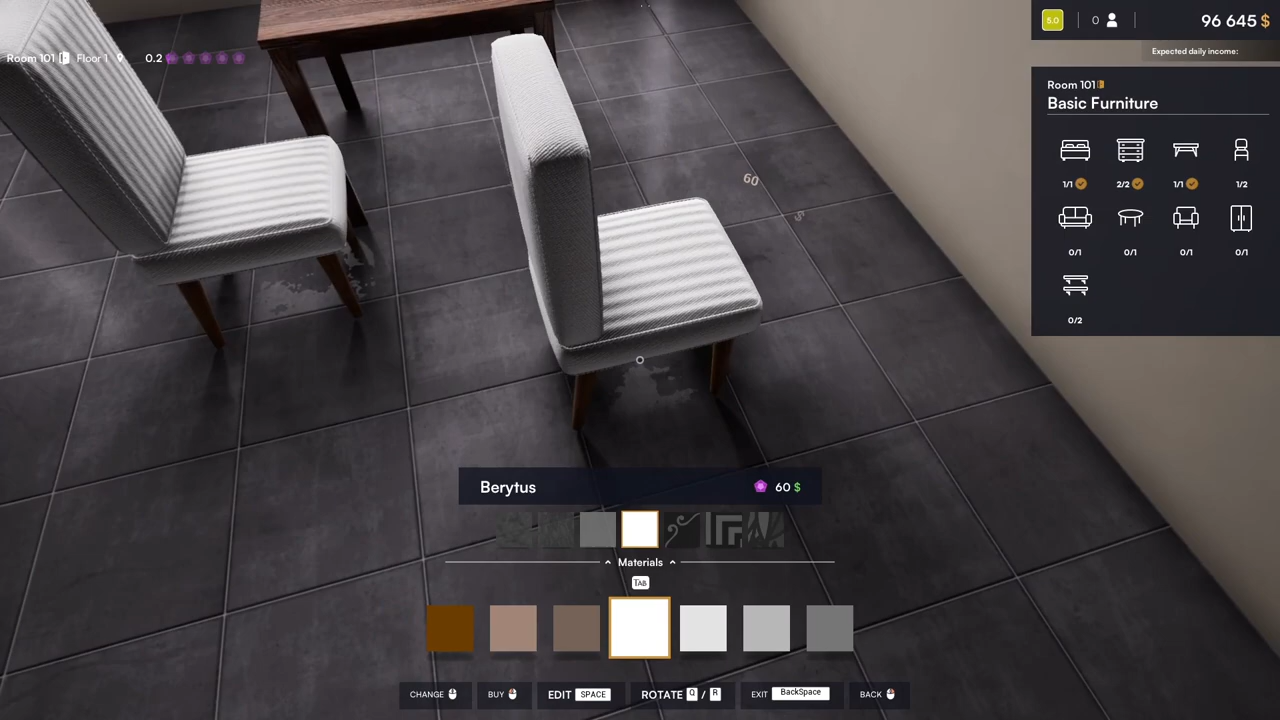 5.0 0 96 645 $
Expected daily income:
Room 101 Floor 1 0.2
Room 101
Basic Furniture
1/1 2/2 1/1 1/2
0/1 0/1 0/1 0/1
0/2
60
Berytus 60 $
Materials
TAB
CHANGE BUY EDIT SPACE ROTATE Q / R EXIT BackSpace BACK